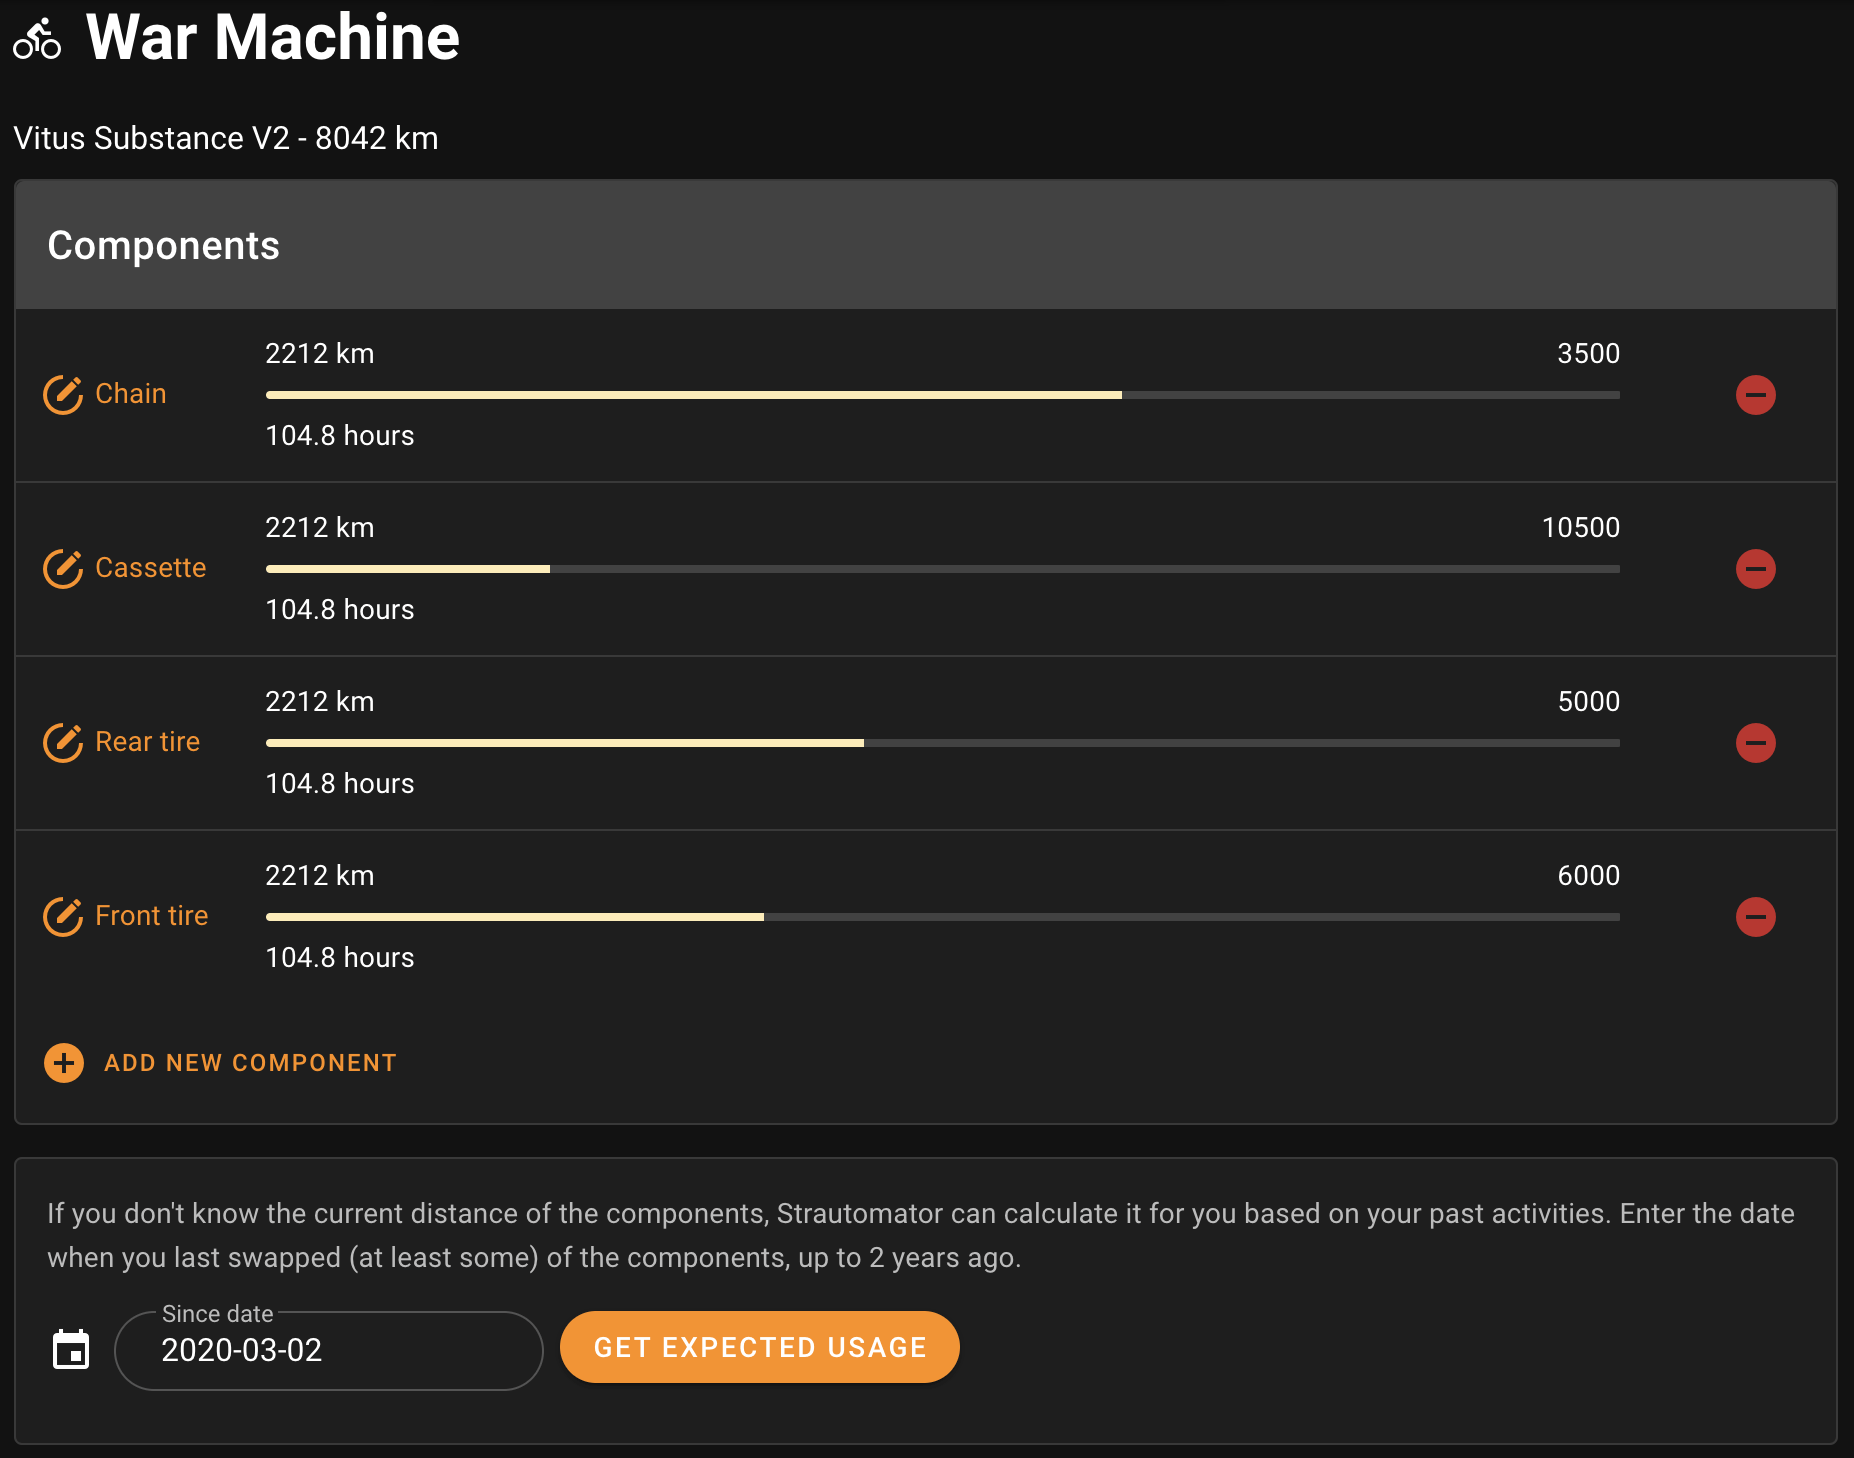 War Machine
Vitus Substance V2 - 8042 km
Components
2212 km 3500
Chain
104.8 hours
2212 km 10500
Cassette
104.8 hours
2212 km 5000
Rear tire
104.8 hours
2212 km 6000
Front tire
104.8 hours
ADD NEW COMPONENT
If you don't know the current distance of the components, Strautomator can calculate it for you based on your past activities. Enter the date
when you last swapped (at least some) of the components, up to 2 years ago.
Since date
2020-03-02
GET EXPECTED USAGE